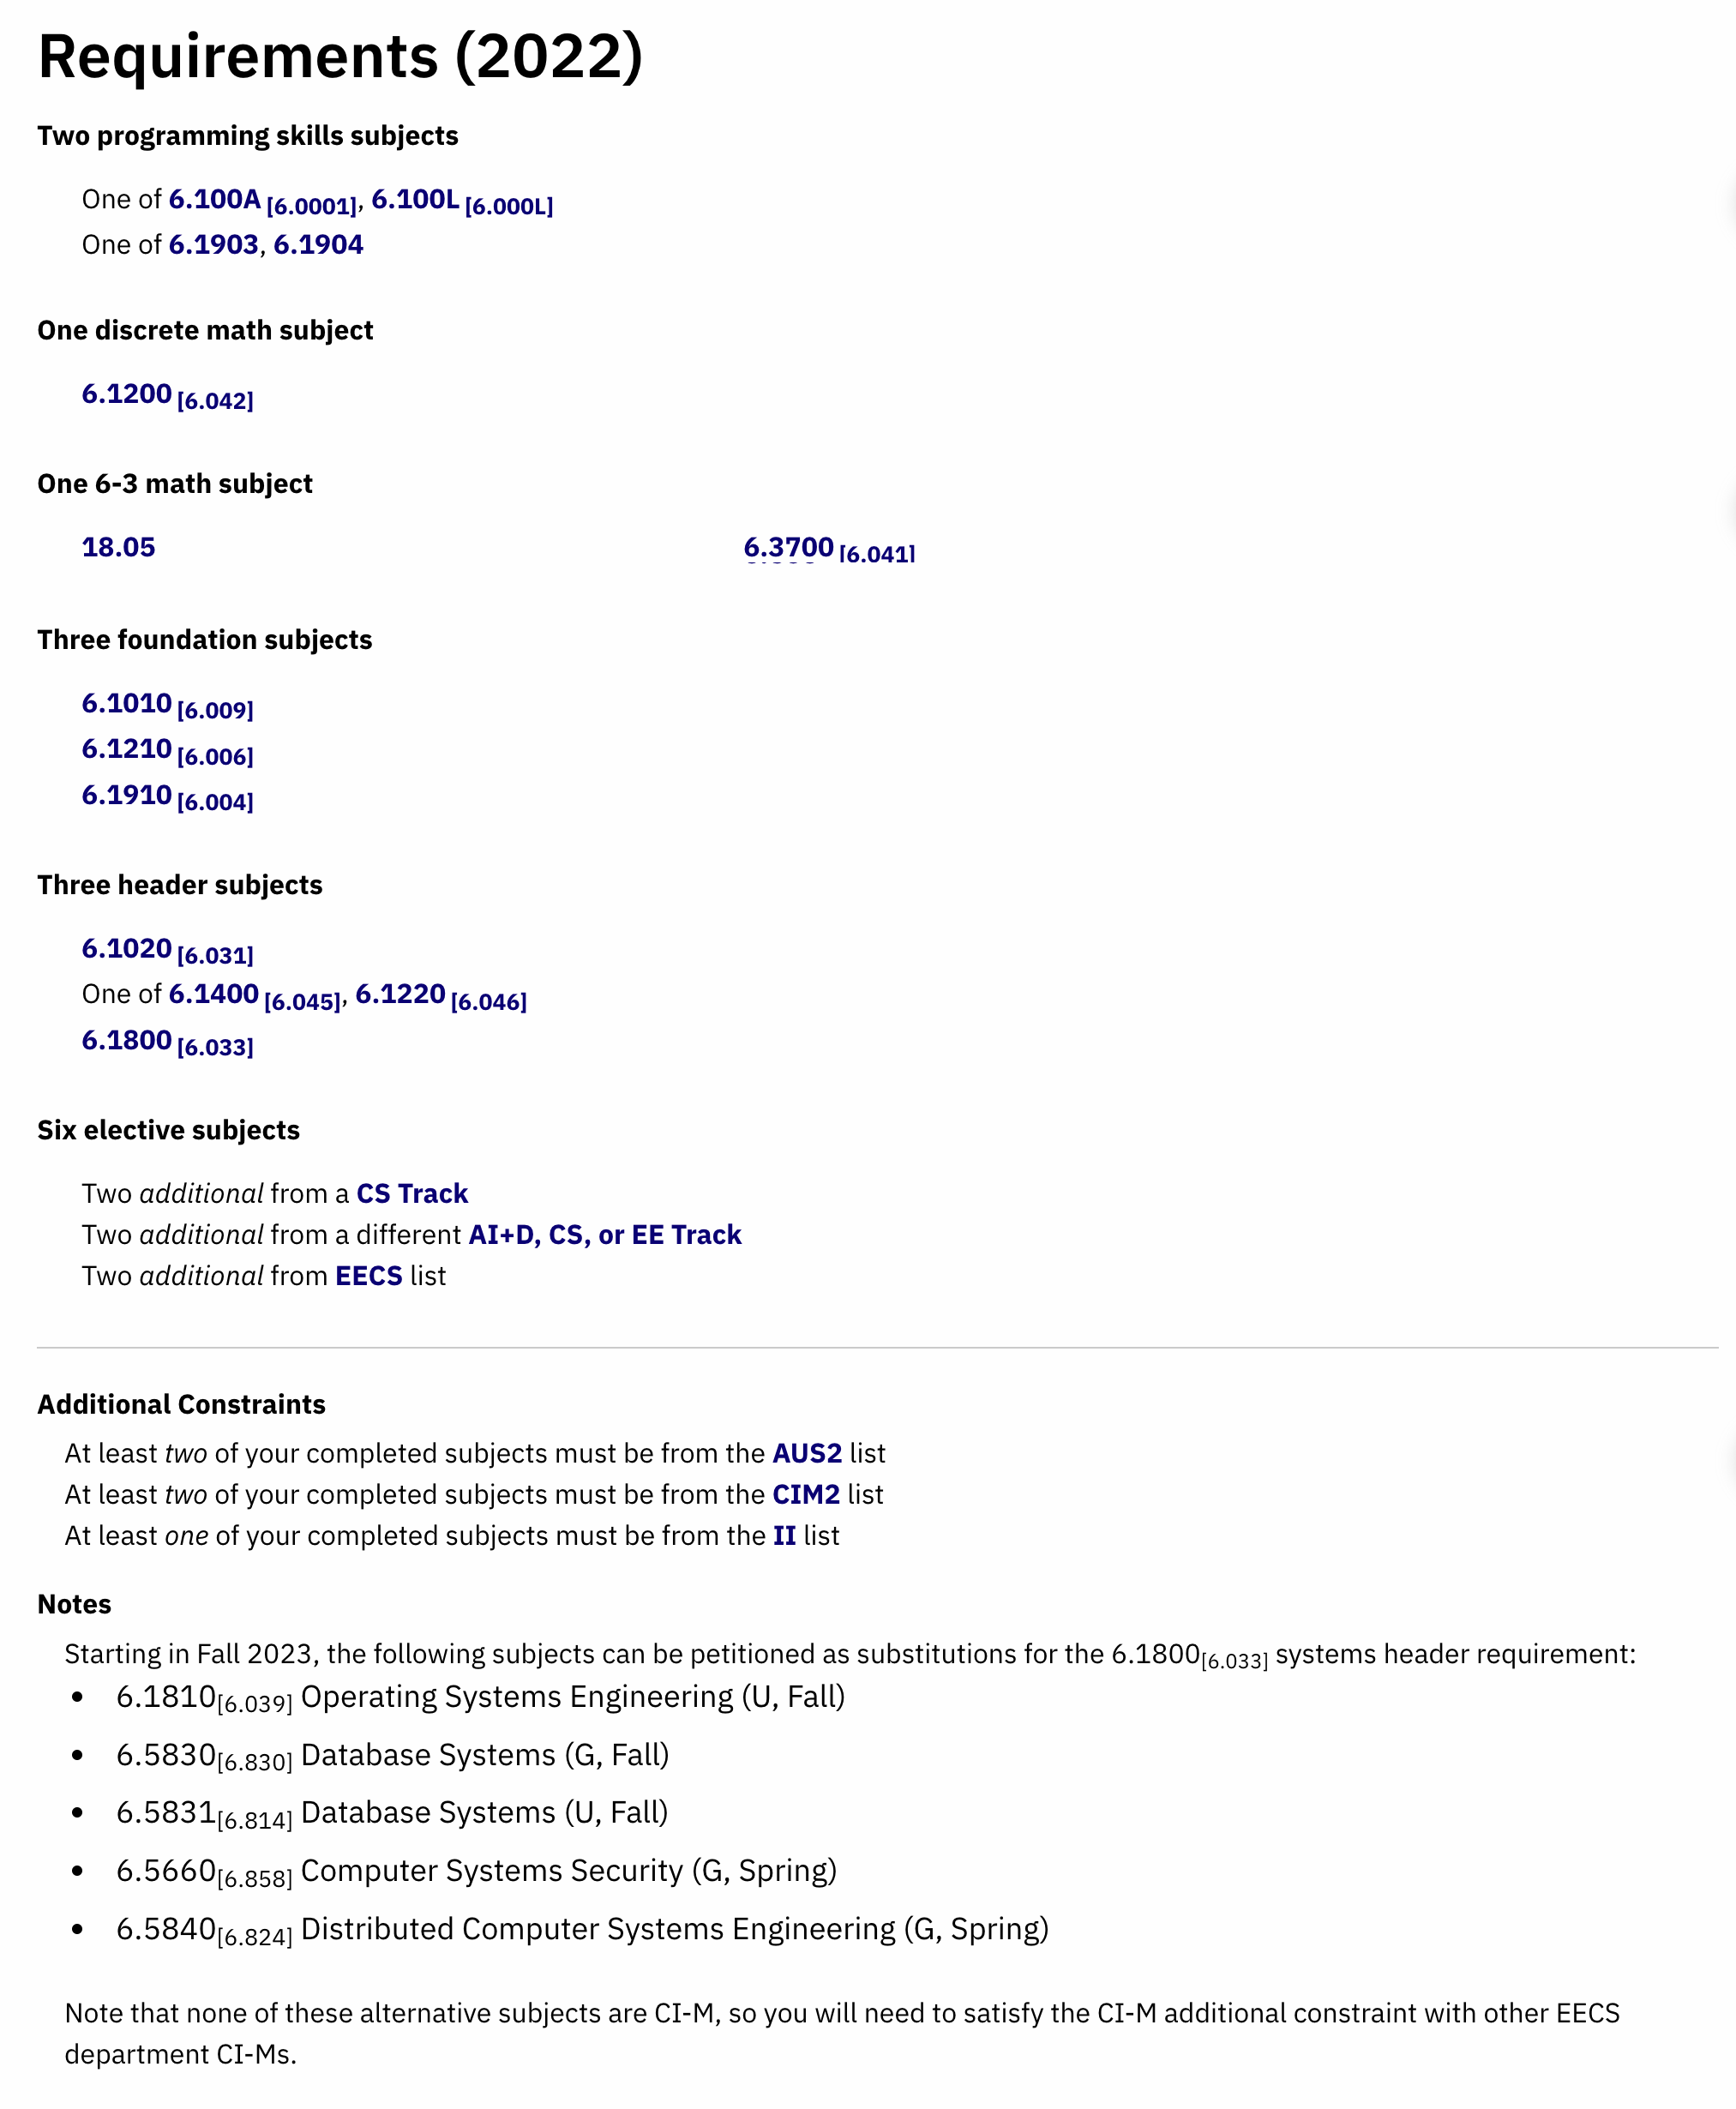 Requirements (2022)
Two programming skills subjects
One of 6.100A [6.0001], 6.100L [6.000L]
One of 6.1903, 6.1904
One discrete math subject
6.1200 [6.042]
One 6-3 math subject
18.05 6.3700 [6.041]
Three foundation subjects
6.1010 [6.009]
6.1210 [6.006]
6.1910 [6.004]
Three header subjects
6.1020 [6.031]
One of 6.1400 [6.045], 6.1220 [6.046]
6.1800 [6.033]
Six elective subjects
Two additional from a CS Track
Two additional from a different AI+D, CS, or EE Track
Two additional from EECS list
Additional Constraints
At least two of your completed subjects must be from the AUS2 list
At least two of your completed subjects must be from the CIM2 list
At least one of your completed subjects must be from the II list
Notes
Starting in Fall 2023, the following subjects can be petitioned as substitutions for the 6.1800[6.033] systems header requirement:
• 6.1810[6.039] Operating Systems Engineering (U, Fall)
• 6.5830[6.830] Database Systems (G, Fall)
• 6.5831[6.814] Database Systems (U, Fall)
• 6.5660[6.858] Computer Systems Security (G, Spring)
• 6.5840[6.824] Distributed Computer Systems Engineering (G, Spring)
Note that none of these alternative subjects are CI-M, so you will need to satisfy the CI-M additional constraint with other EECS
department CI-Ms.